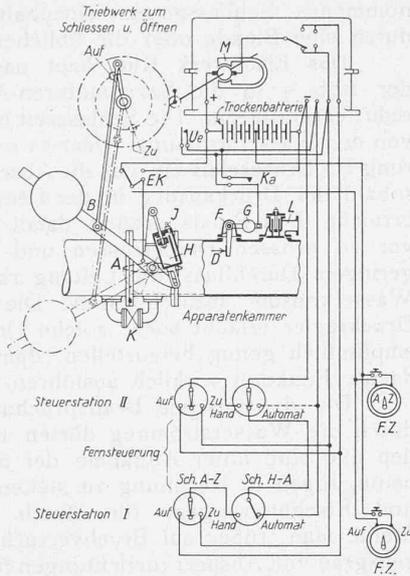 Triebwerk zum
Schliessen u. Öffnen
Auf
M
Trockenbatterie
Ue
Zu
EK
Ka
B
J
F
G
L
H
D
A
K
Apparatenkammer
Steuerstation II
Auf
Zu
Hand
Automat
A
Z
F.Z.
Fernsteuerung
Sch. A-Z
Sch. H-A
Steuerstation I
Auf
Zu
Hand
Automat
Auf
Zu
F.Z.